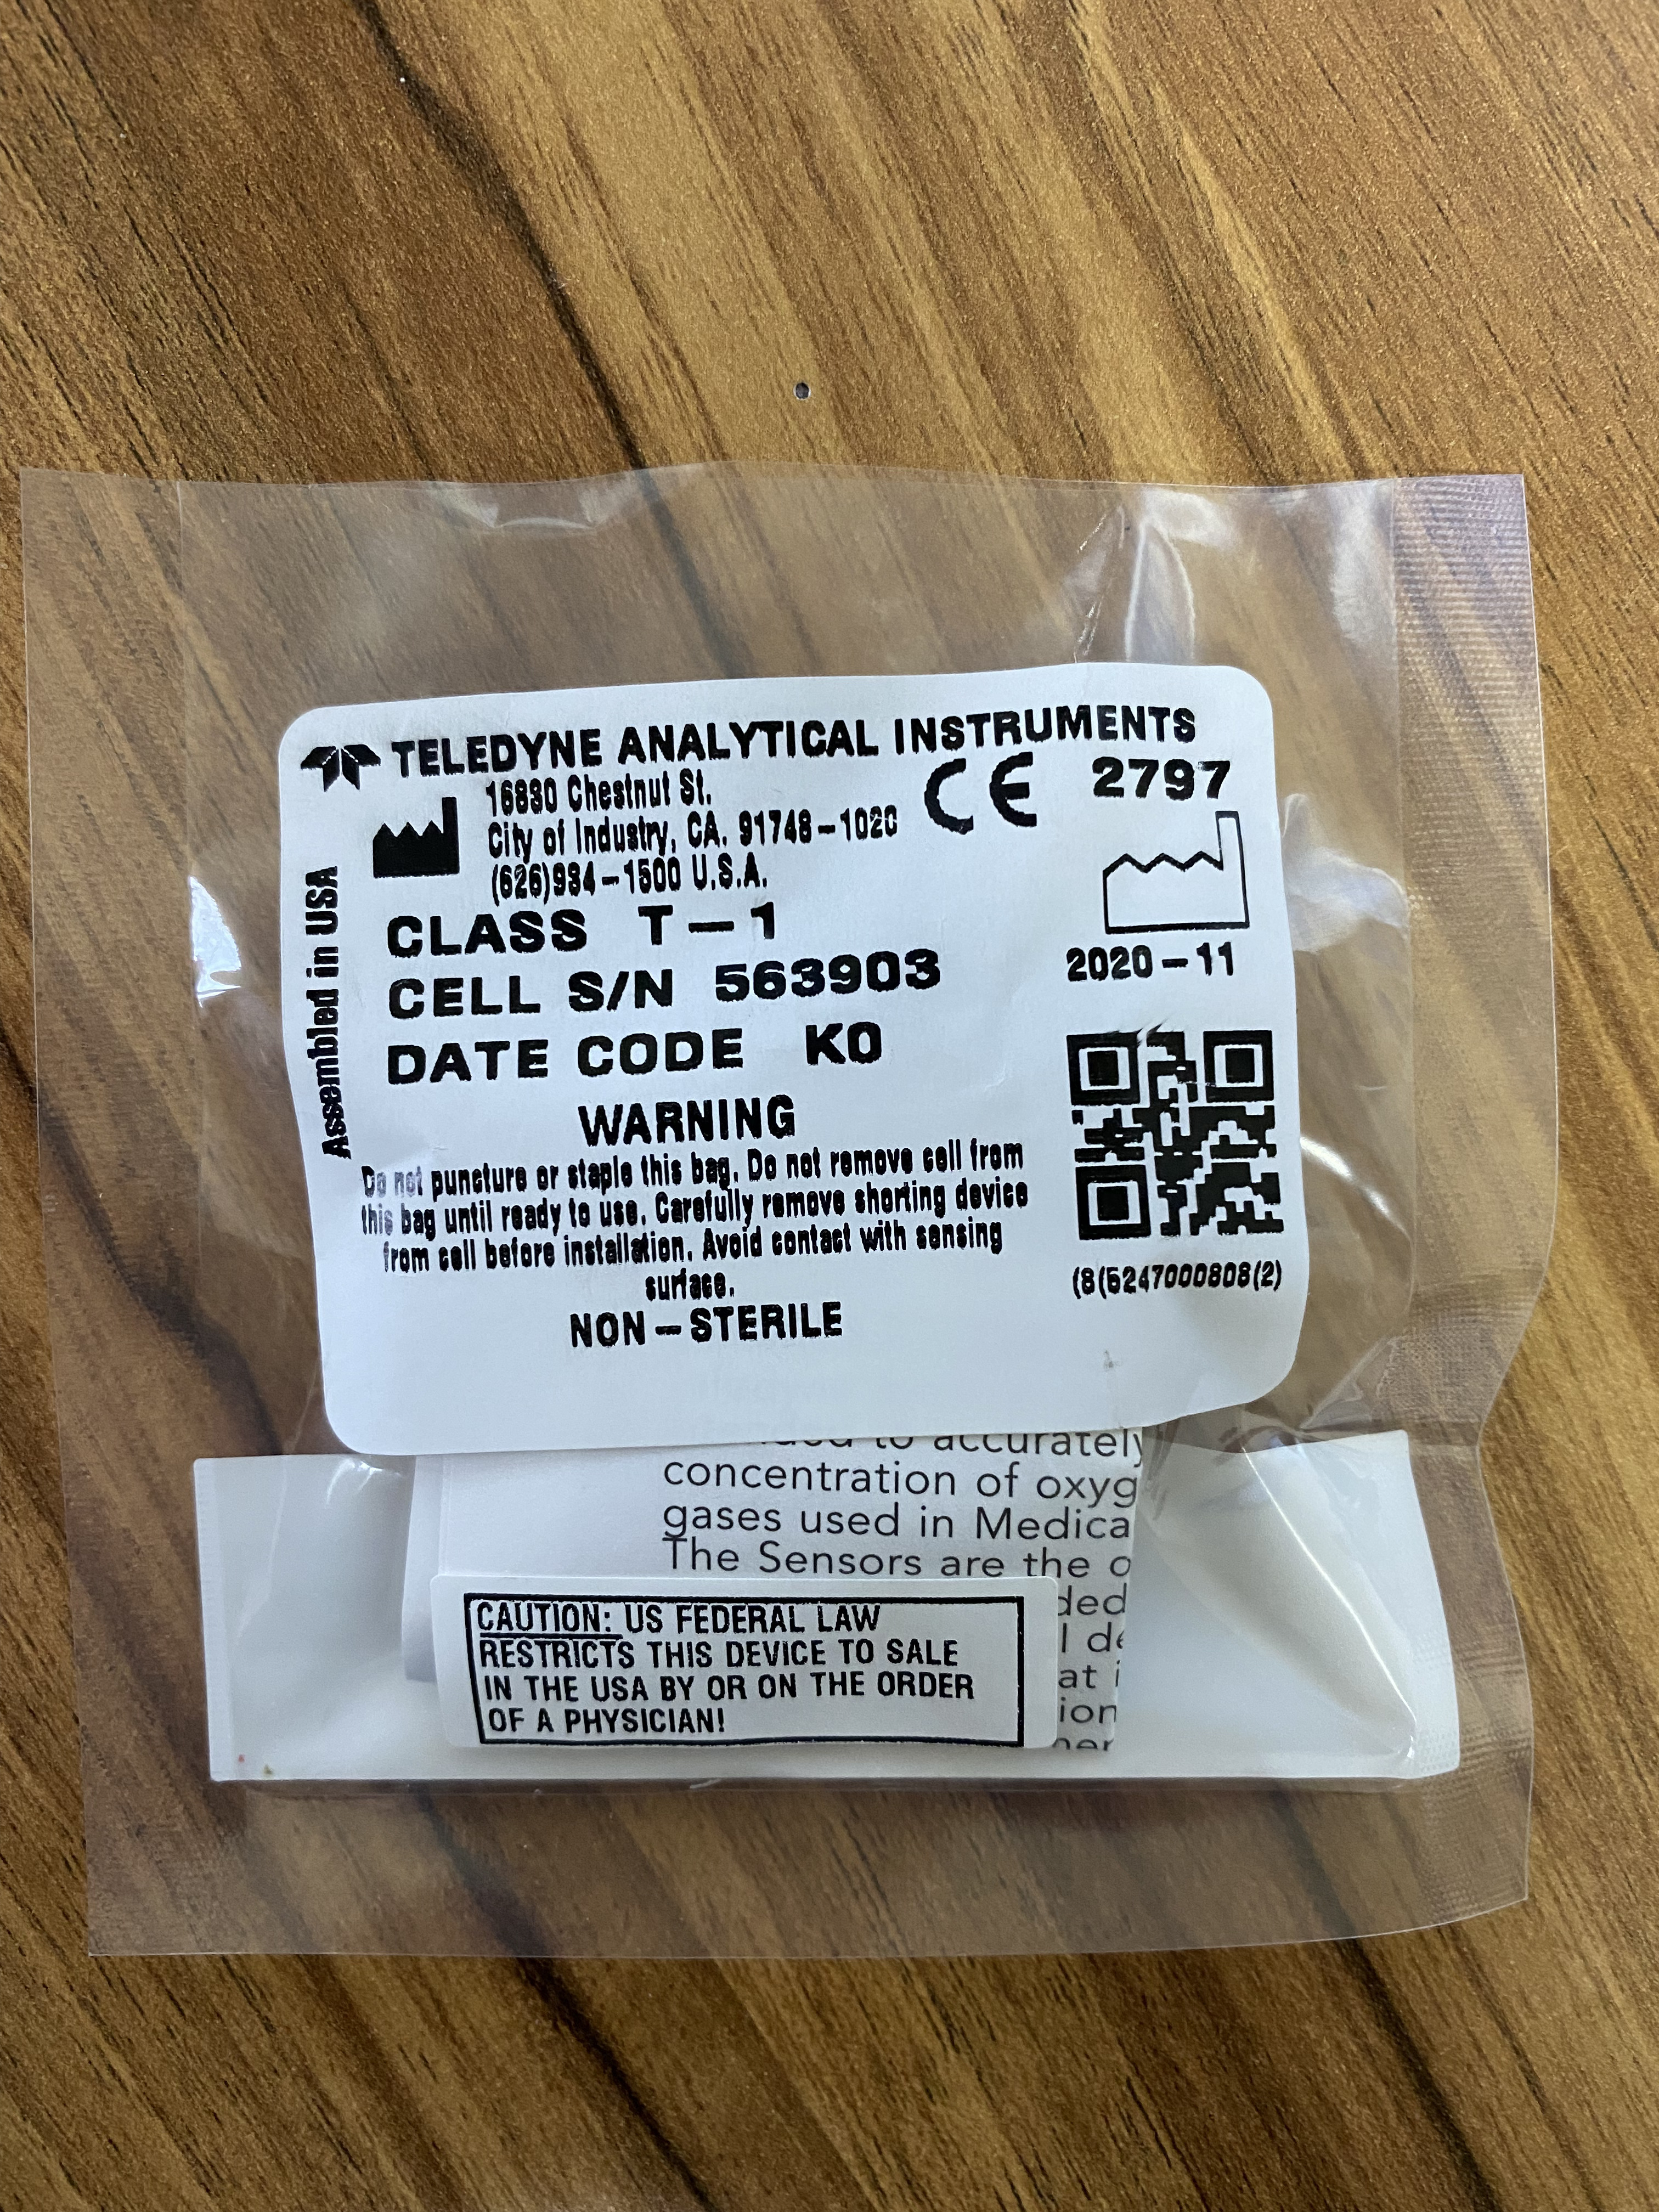 TELEDYNE ANALYTICAL INSTRUMENTS
16830 Chestnut St.
City of Industry, CA. 91748-1020
(626)934-1500 U.S.A.
CE 2797
Assembled in USA
CLASS T-1
CELL S/N 563903
DATE CODE K0
2020-11
WARNING
Do not puncture or staple this bag. Do not remove cell from
this bag until ready to use. Carefully remove shorting device
from cell before installation. Avoid contact with sensing
surface.
NON-STERILE
(8(5247000808(2)
to accurately
concentration of oxyg
gases used in Medica
The Sensors are the
CAUTION: US FEDERAL LAW
RESTRICTS THIS DEVICE TO SALE
IN THE USA BY OR ON THE ORDER
OF A PHYSICIAN!